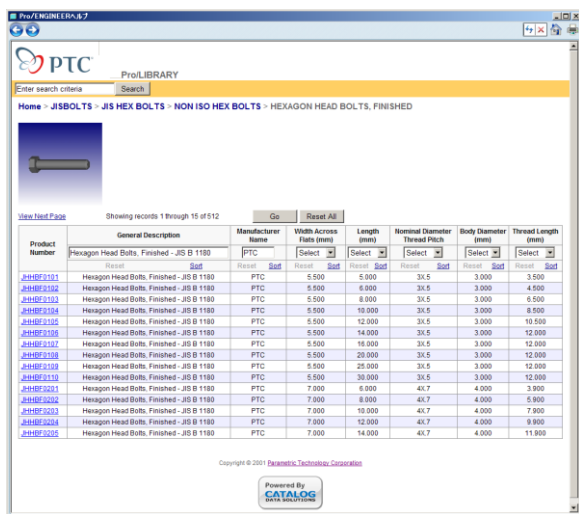 Pro/ENGINEERヘルプ
PTC
Pro/LIBRARY
Enter search criteria Search
Home > JISBOLTS > JIS HEX BOLTS > NON ISO HEX BOLTS > HEXAGON HEAD BOLTS, FINISHED
View Next Page Showing records 1 through 15 of 512 Go Reset All
Product Number General Description Manufacturer Name Width Across Flats (mm) Length (mm) Nominal Diameter Thread Pitch Body Diameter (mm) Thread Length (mm)
Hexagon Head Bolts, Finished - JIS B 1180 PTC Select Select Select Select Select
Reset Sort Reset Sort Reset Sort Reset Sort Reset Sort Reset Sort Reset Sort
JHHBF0101 Hexagon Head Bolts, Finished - JIS B 1180 PTC 5.500 5.000 3X.5 3.000 3.500
JHHBF0102 Hexagon Head Bolts, Finished - JIS B 1180 PTC 5.500 6.000 3X.5 3.000 4.500
JHHBF0103 Hexagon Head Bolts, Finished - JIS B 1180 PTC 5.500 8.000 3X.5 3.000 6.500
JHHBF0104 Hexagon Head Bolts, Finished - JIS B 1180 PTC 5.500 10.000 3X.5 3.000 8.500
JHHBF0105 Hexagon Head Bolts, Finished - JIS B 1180 PTC 5.500 12.000 3X.5 3.000 10.500
JHHBF0106 Hexagon Head Bolts, Finished - JIS B 1180 PTC 5.500 14.000 3X.5 3.000 12.000
JHHBF0107 Hexagon Head Bolts, Finished - JIS B 1180 PTC 5.500 16.000 3X.5 3.000 12.000
JHHBF0108 Hexagon Head Bolts, Finished - JIS B 1180 PTC 5.500 20.000 3X.5 3.000 12.000
JHHBF0109 Hexagon Head Bolts, Finished - JIS B 1180 PTC 5.500 25.000 3X.5 3.000 12.000
JHHBF0110 Hexagon Head Bolts, Finished - JIS B 1180 PTC 5.500 30.000 3X.5 3.000 12.000
JHHBF0201 Hexagon Head Bolts, Finished - JIS B 1180 PTC 7.000 6.000 4X.7 4.000 3.900
JHHBF0202 Hexagon Head Bolts, Finished - JIS B 1180 PTC 7.000 8.000 4X.7 4.000 5.900
JHHBF0203 Hexagon Head Bolts, Finished - JIS B 1180 PTC 7.000 10.000 4X.7 4.000 7.900
JHHBF0204 Hexagon Head Bolts, Finished - JIS B 1180 PTC 7.000 12.000 4X.7 4.000 9.900
JHHBF0205 Hexagon Head Bolts, Finished - JIS B 1180 PTC 7.000 14.000 4X.7 4.000 11.900
Copyright © 2001 Parametric Technology Corporation
Powered By
CATALOG
DATA SOLUTIONS